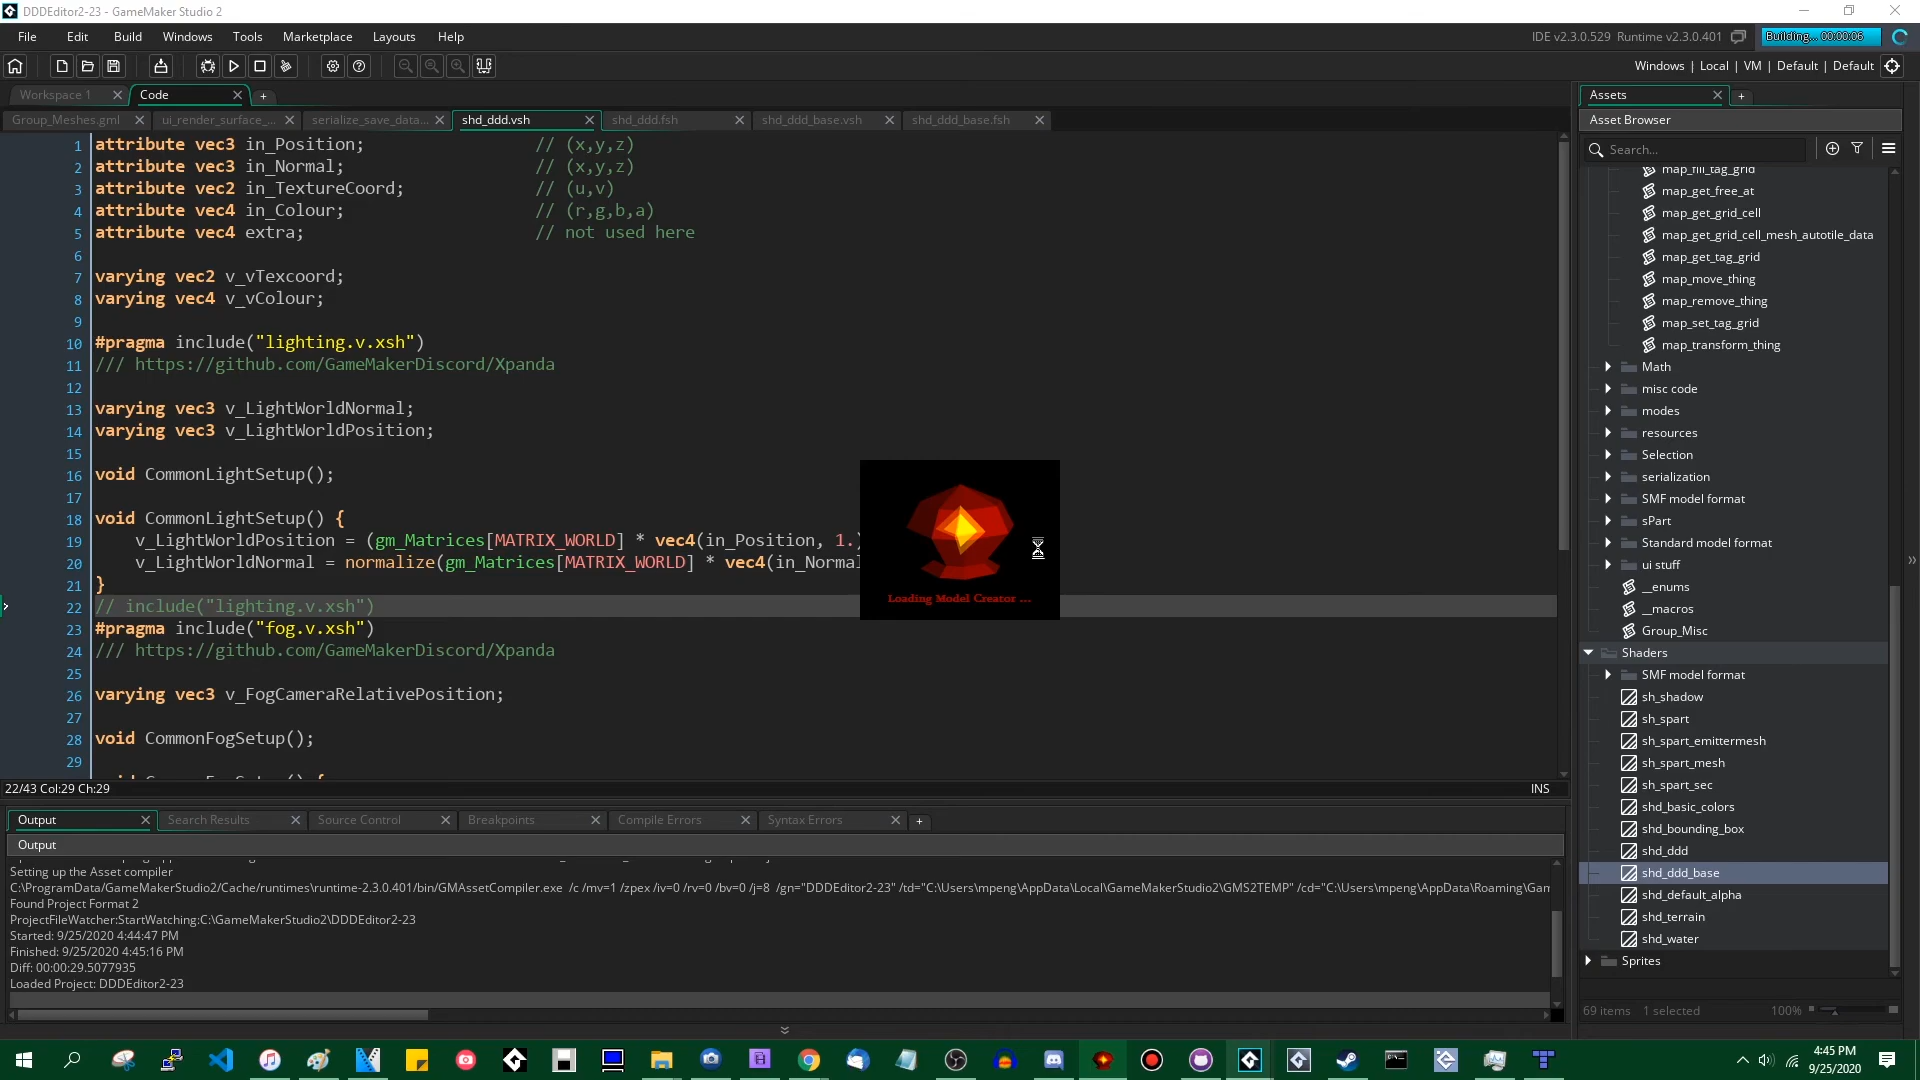 DDDEditor2-23 - GameMaker Studio 2
File Edit Build Windows Tools Marketplace Layouts Help
IDE v2.3.0.529 Runtime v2.3.0.401 Building... 00:00:06
Windows | Local | VM | Default | Default
Workspace 1 Code +
Group_Meshes.gml ui_render_surface_... serialize_save_data... shd_ddd.vsh shd_ddd.fsh shd_ddd_base.vsh shd_ddd_base.fsh
1 attribute vec3 in_Position; // (x,y,z)
2 attribute vec3 in_Normal; // (x,y,z)
3 attribute vec2 in_TextureCoord; // (u,v)
4 attribute vec4 in_Colour; // (r,g,b,a)
5 attribute vec4 extra; // not used here
6
7 varying vec2 v_vTexcoord;
8 varying vec4 v_vColour;
9
10 #pragma include("lighting.v.xsh")
11 /// https://github.com/GameMakerDiscord/Xpanda
12
13 varying vec3 v_LightWorldNormal;
14 varying vec3 v_LightWorldPosition;
15
16 void CommonLightSetup();
17
18 void CommonLightSetup() {
19 v_LightWorldPosition = (gm_Matrices[MATRIX_WORLD] * vec4(in_Position, 1.)
20 v_LightWorldNormal = normalize(gm_Matrices[MATRIX_WORLD] * vec4(in_Normal
21 }
22 // include("lighting.v.xsh")
23 #pragma include("fog.v.xsh")
24 /// https://github.com/GameMakerDiscord/Xpanda
25
26 varying vec3 v_FogCameraRelativePosition;
27
28 void CommonFogSetup();
29
Loading Model Creator ...
22/43 Col:29 Ch:29 INS
Output Search Results Source Control Breakpoints Compile Errors Syntax Errors +
Output
Setting up the Asset compiler
C:\ProgramData/GameMakerStudio2/Cache/runtimes\runtime-2.3.0.401/bin/GMAssetCompiler.exe /c /mv=1 /zpex /iv=0 /rv=0 /bv=0 /j=8 /gn="DDDEditor2-23" /td="C:\Users\mpeng\AppData\Local\GameMakerStudio2\GMS2TEMP" /cd="C:\Users\mpeng\AppData\Roaming\Gam
Found Project Format 2
ProjectFileWatcher:StartWatching:C:\GameMakerStudio2\DDDEditor2-23
Started: 9/25/2020 4:44:47 PM
Finished: 9/25/2020 4:45:16 PM
Diff: 00:00:29.5077935
Loaded Project: DDDEditor2-23
Assets +
Asset Browser
Search...
map_fill_tag_grid
map_get_free_at
map_get_grid_cell
map_get_grid_cell_mesh_autotile_data
map_get_tag_grid
map_move_thing
map_remove_thing
map_set_tag_grid
map_transform_thing
Math
misc code
modes
resources
Selection
serialization
SMF model format
sPart
Standard model format
ui stuff
__enums
__macros
Group_Misc
Shaders
SMF model format
sh_shadow
sh_spart
sh_spart_emittermesh
sh_spart_mesh
sh_spart_sec
shd_basic_colors
shd_bounding_box
shd_ddd
shd_ddd_base
shd_default_alpha
shd_terrain
shd_water
Sprites
69 items 1 selected 100%
4:45 PM
9/25/2020